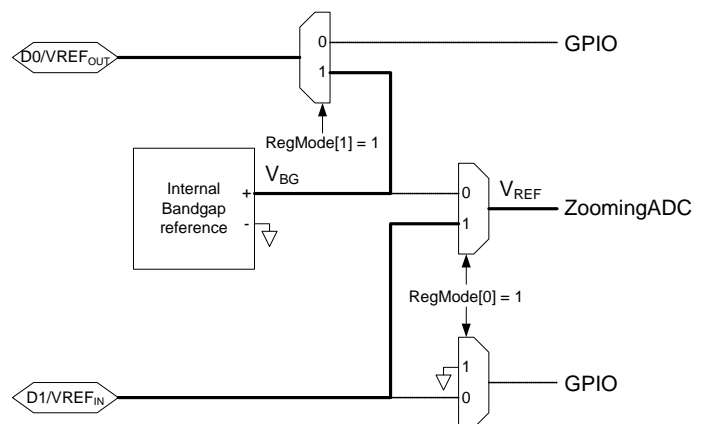 0
GPIO
D0/VREFOUT
1
RegMode[1] = 1
VBG
Internal
Bandgap
reference
+
-
0
VREF
1
ZoomingADC
RegMode[0] = 1
1
GPIO
0
D1/VREFIN